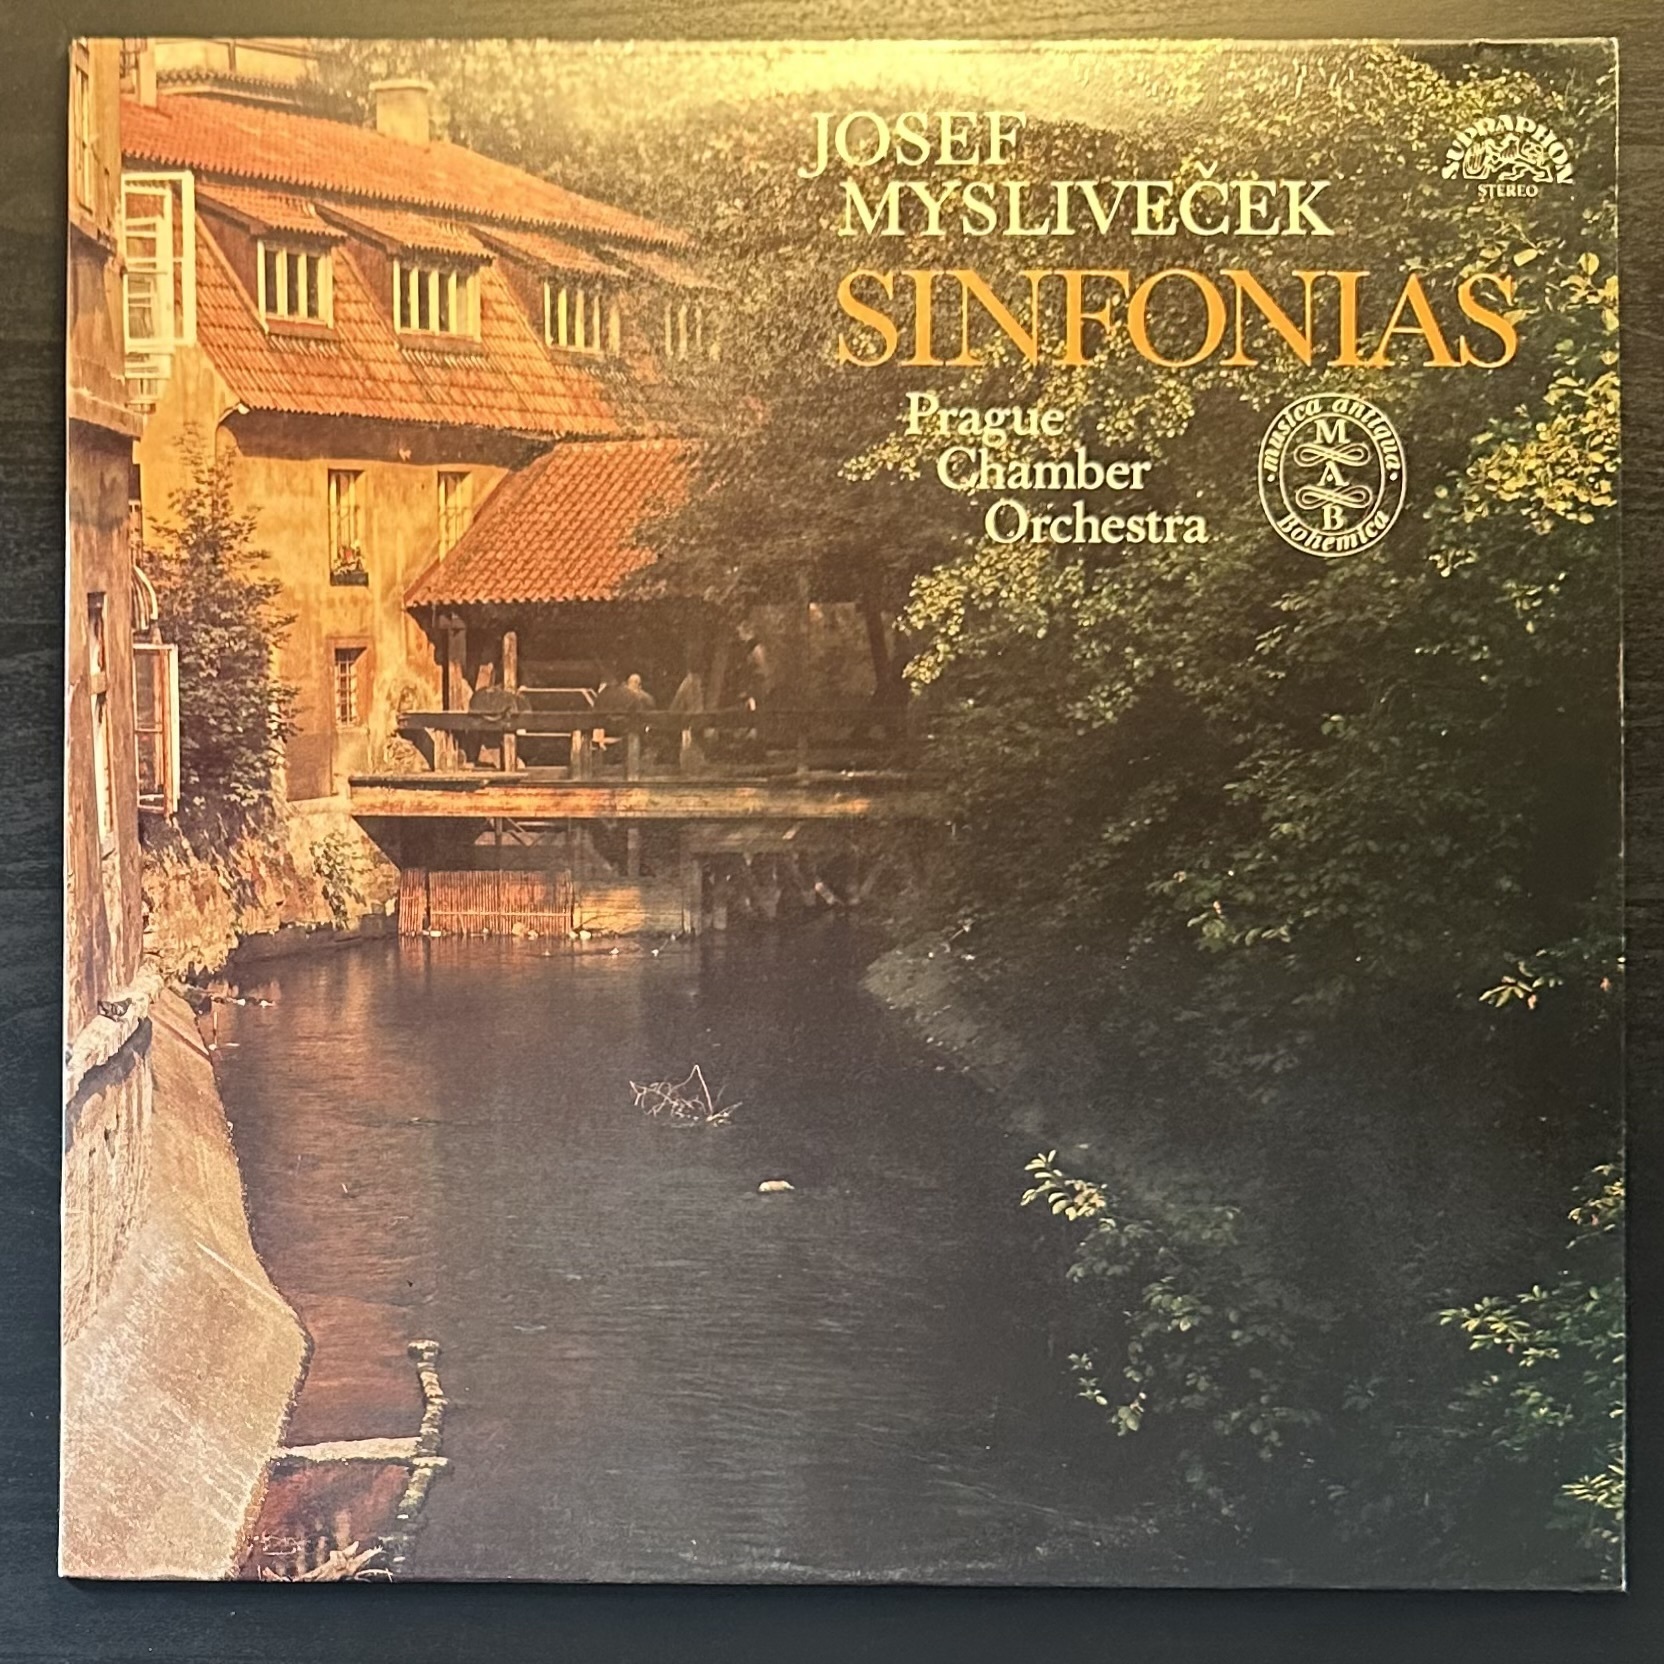 JOSEF
MYSLIVEČEK
SUPRAPHON
STEREO
SINFONIAS
Prague
Chamber
Orchestra
musica antiqua
M
A
B
Bohemica